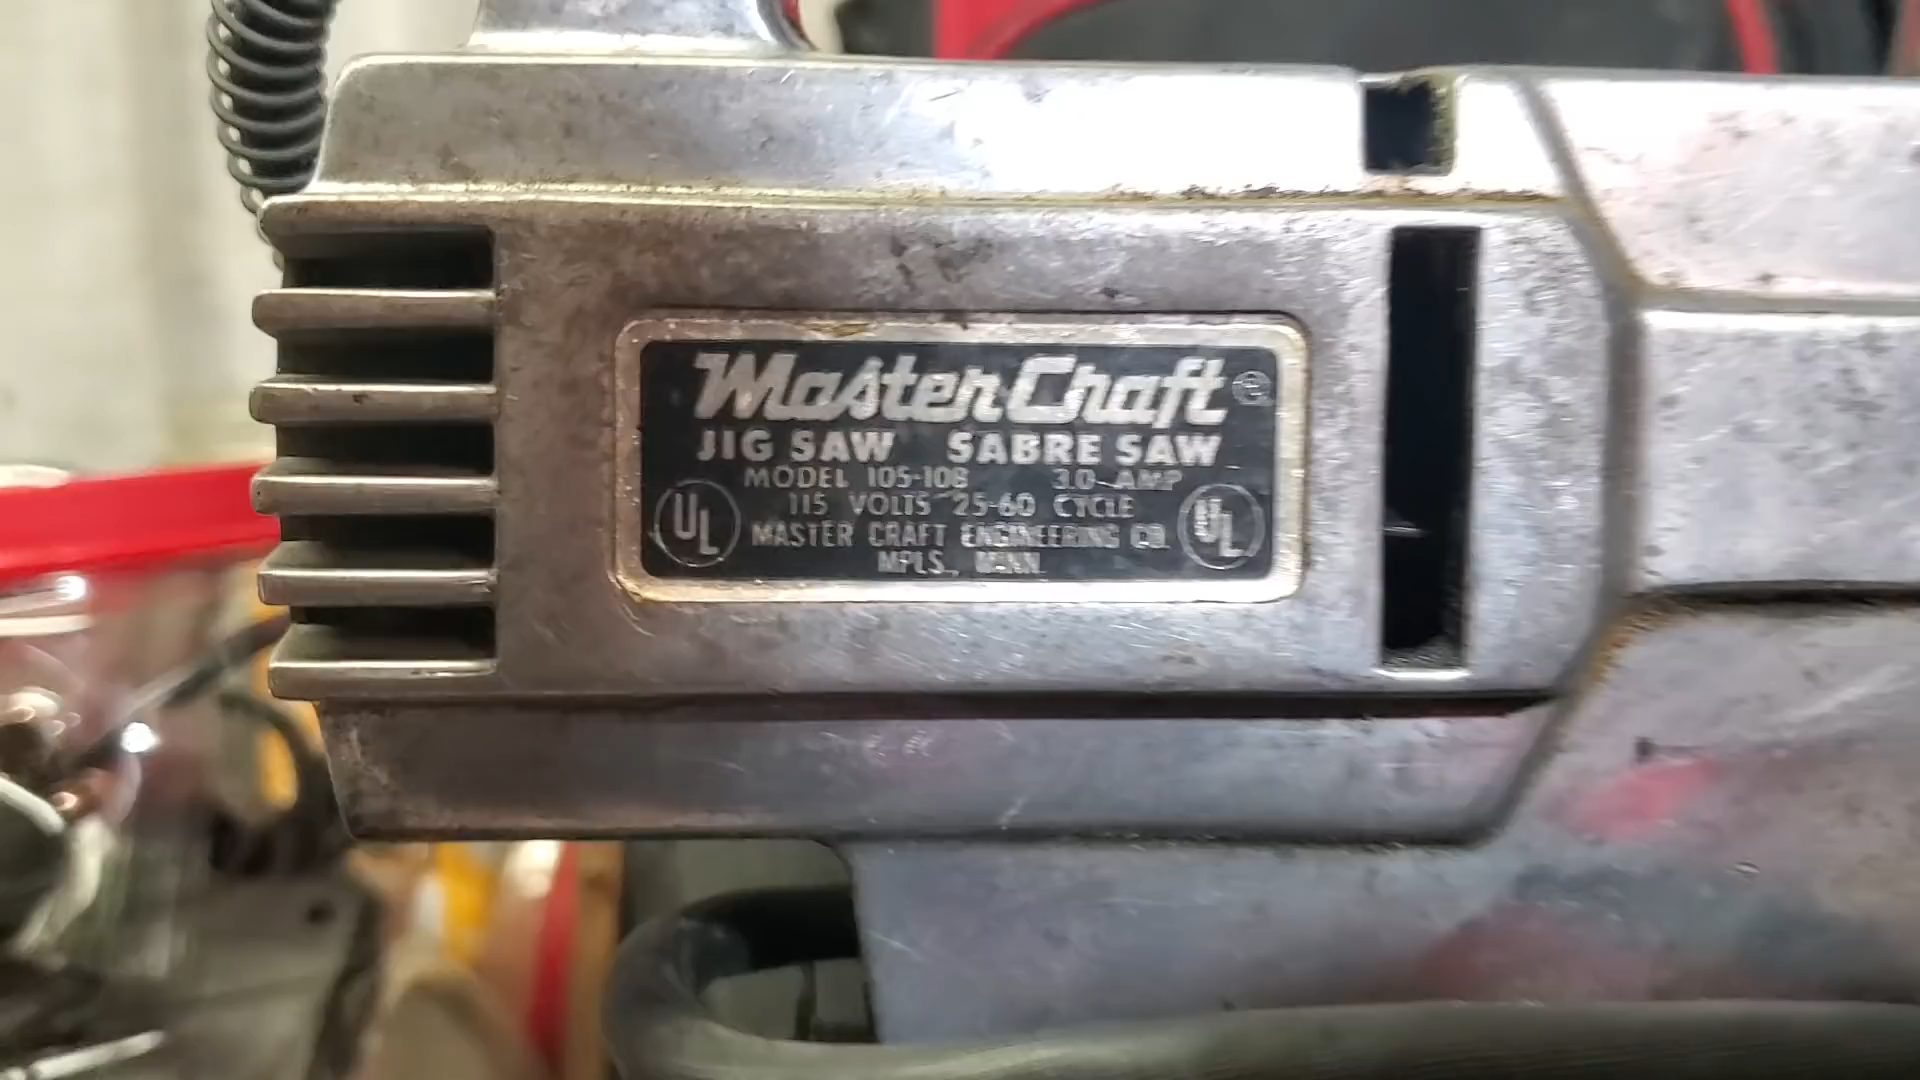 MasterCraft
JIG SAW SABRE SAW
MODEL 105-108 3.0 AMP
115 VOLTS 25-60 CYCLE
UL MASTER CRAFT ENGINEERING CO. UL
MPLS., MINN.